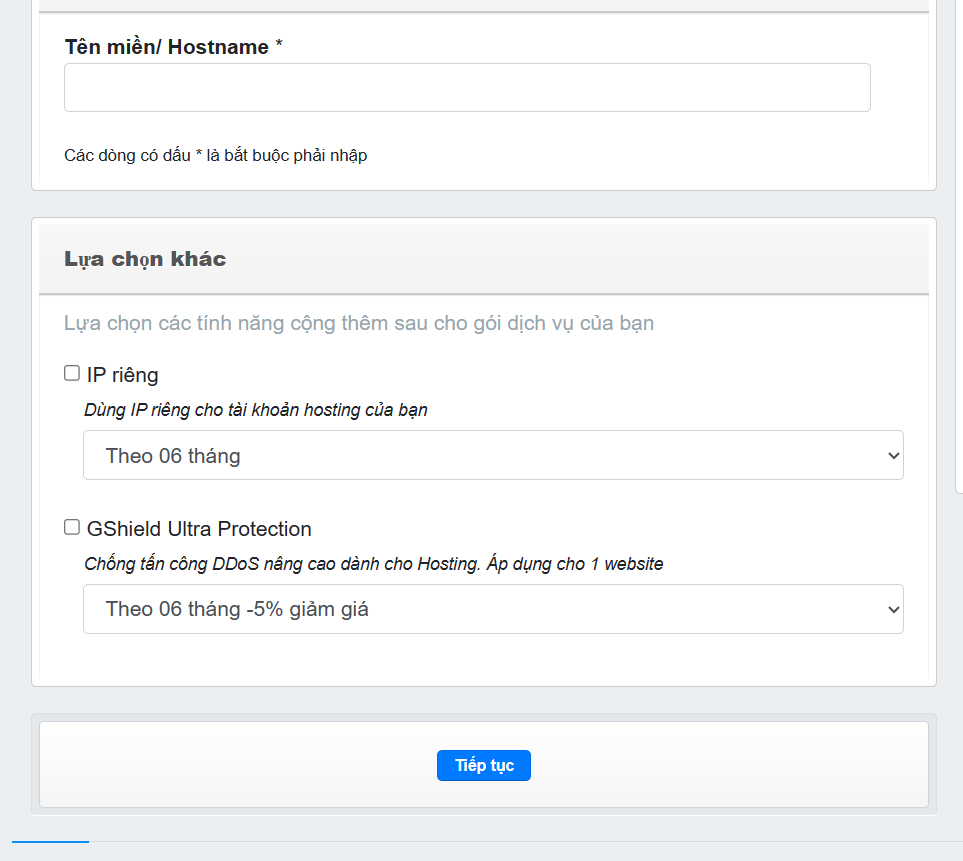 Tên miền/ Hostname *
Các dòng có dấu * là bắt buộc phải nhập
Lựa chọn khác
Lựa chọn các tính năng cộng thêm sau cho gói dịch vụ của bạn
IP riêng
Dùng IP riêng cho tài khoản hosting của bạn
Theo 06 tháng
GShield Ultra Protection
Chống tấn công DDoS nâng cao dành cho Hosting. Áp dụng cho 1 website
Theo 06 tháng -5% giảm giá
Tiếp tục